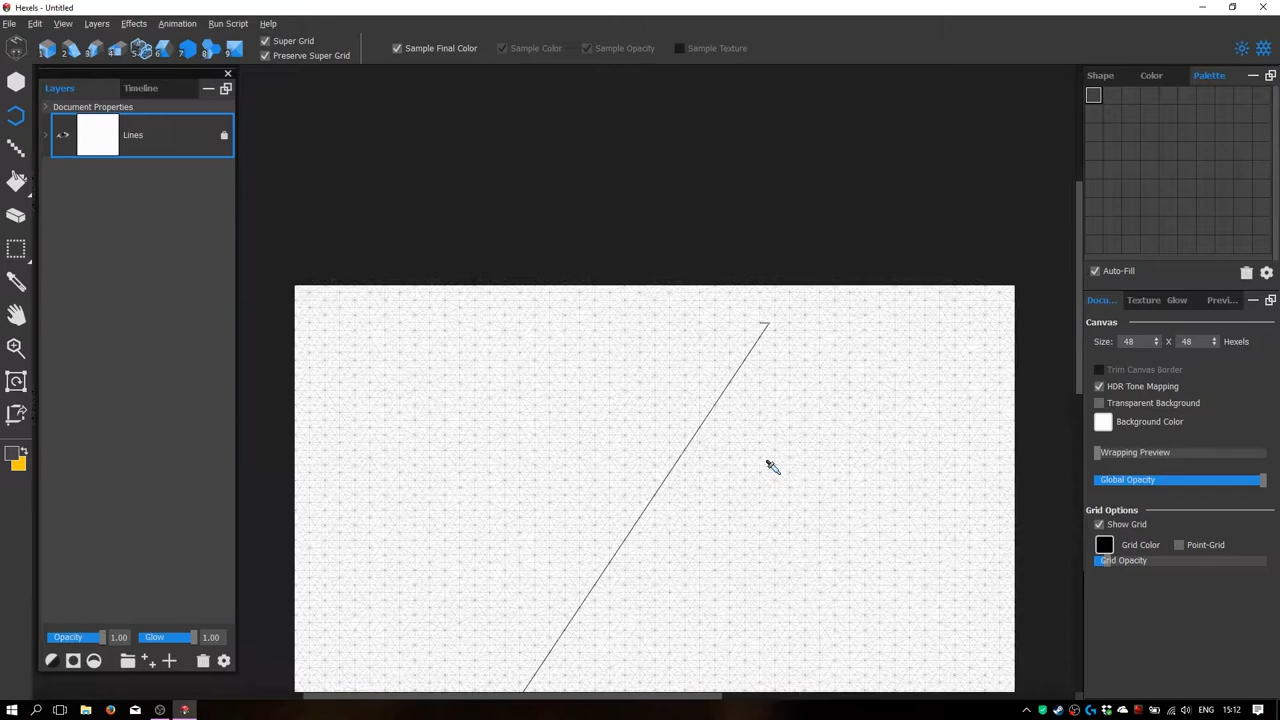 Hexels - Untitled
File Edit View Layers Effects Animation Run Script Help
Super Grid
Preserve Super Grid
Sample Final Color Sample Color Sample Opacity Sample Texture
Layers Timeline
Document Properties
Lines
Opacity 1.00 Glow 1.00
Shape Color Palette
Auto-Fill
Docu... Texture Glow Previ...
Canvas
Size: 48 X 48 Hexels
Trim Canvas Border
HDR Tone Mapping
Transparent Background
Background Color
Wrapping Preview
Global Opacity
Grid Options
Show Grid
Grid Color Point-Grid
Grid Opacity
ENG 15:12